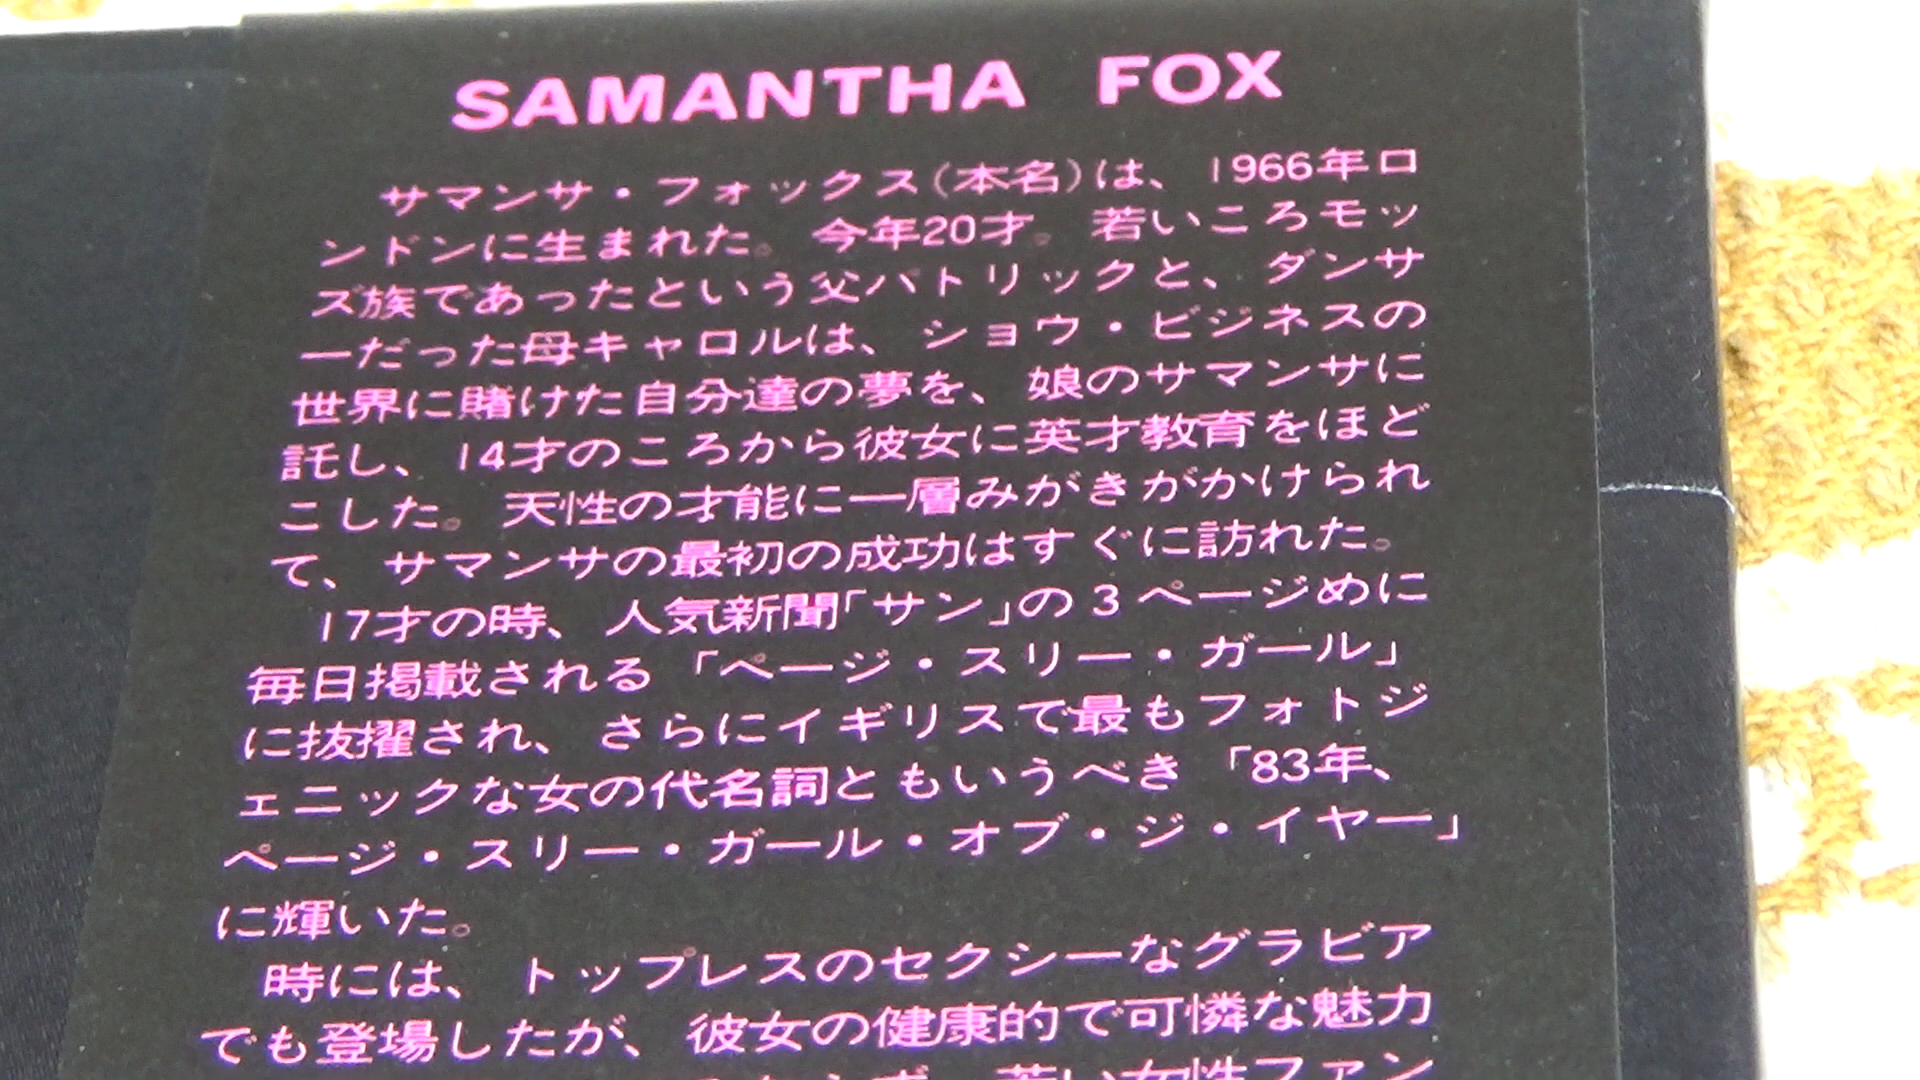 SAMANTHA FOX
サマンサ・フォックス(本名)は、1966年ロ
ンドンに生まれた。今年20才。若いころモッ
ズ族であったという父パトリックと、ダンサ
ーだった母キャロルは、ショウ・ビジネスの
世界に賭けた自分達の夢を、娘のサマンサに
託し、14才のころから彼女に英才教育をほど
こした。天性の才能に一層みがきがかけられ
て、サマンサの最初の成功はすぐに訪れた。
17才の時、人気新聞「サン」の3ページめに
毎日掲載される「ページ・スリー・ガール」
に抜擢され、さらにイギリスで最もフォトジ
ェニックな女の代名詞ともいうべき「83年、
ページ・スリー・ガール・オブ・ジ・イヤー」
に輝いた。
時には、トップレスのセクシーなグラビア
でも登場したが、彼女の健康的で可憐な魅力
らず、若い女性ファン